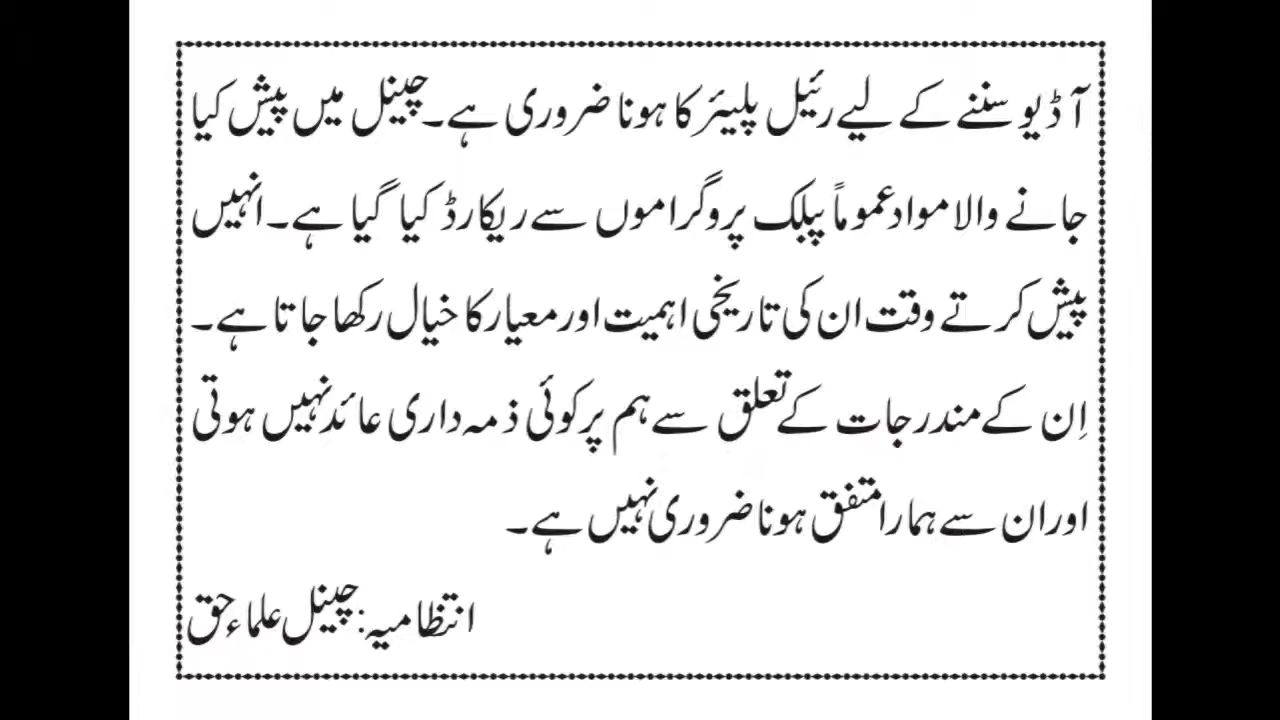 آڈیو سننے کے لیے رئیل پلیئر کا ہونا ضروری ہے۔ چینل میں پیش کیا
جانے والا مواد عموماً پبلک پروگراموں سے ریکارڈ کیا گیا ہے۔ انہیں
پیش کرتے وقت ان کی تاریخی اہمیت اور معیار کا خیال رکھا جاتا ہے۔
اِن کے مندرجات کے تعلق سے ہم پر کوئی ذمہ داری عائد نہیں ہوتی
اور ان سے ہمارا متفق ہونا ضروری نہیں ہے۔
انتظامیہ: چینل علماء حق